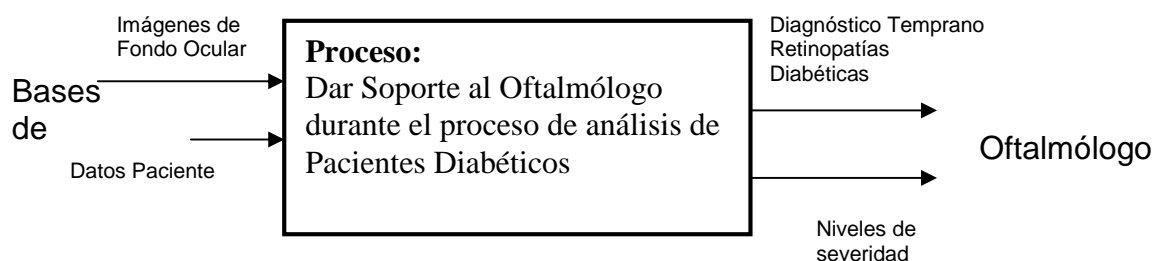 Imágenes de
Fondo Ocular
Bases
de
Datos Paciente
Proceso:
Dar Soporte al Oftalmólogo
durante el proceso de análisis de
Pacientes Diabéticos
Diagnóstico Temprano
Retinopatías
Diabéticas
Oftalmólogo
Niveles de
severidad